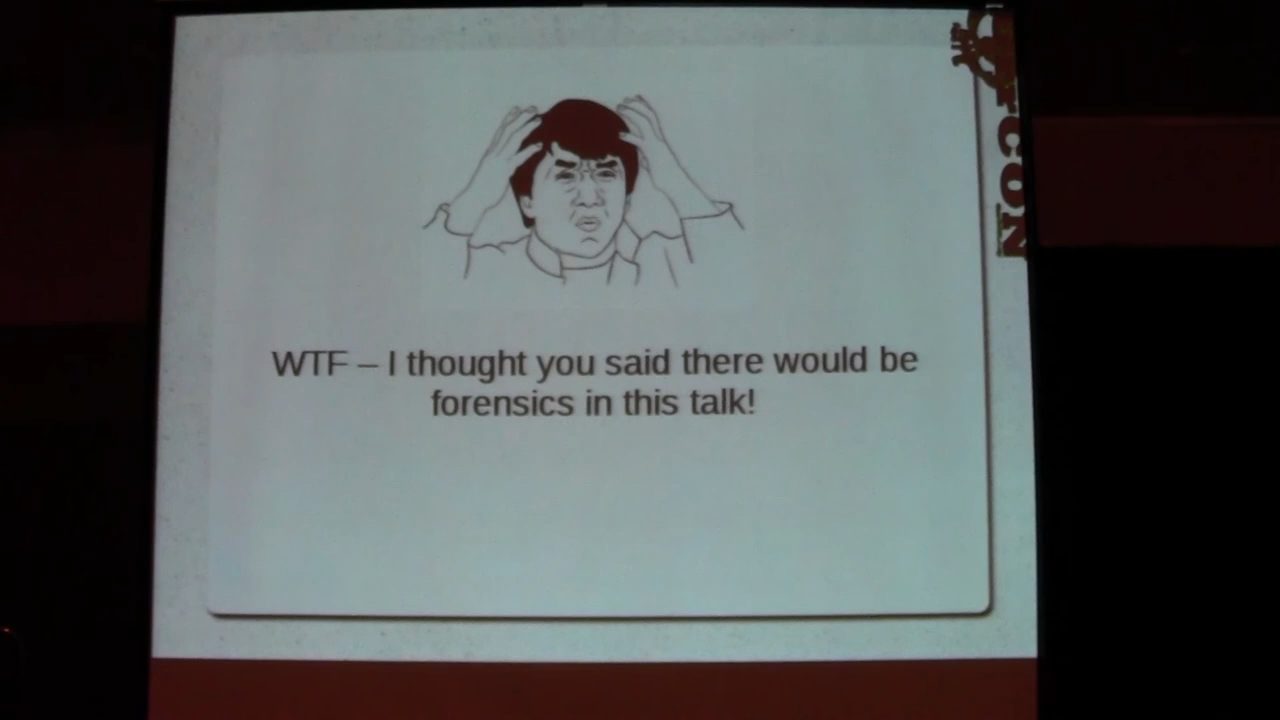 WTF – I thought you said there would be
forensics in this talk!